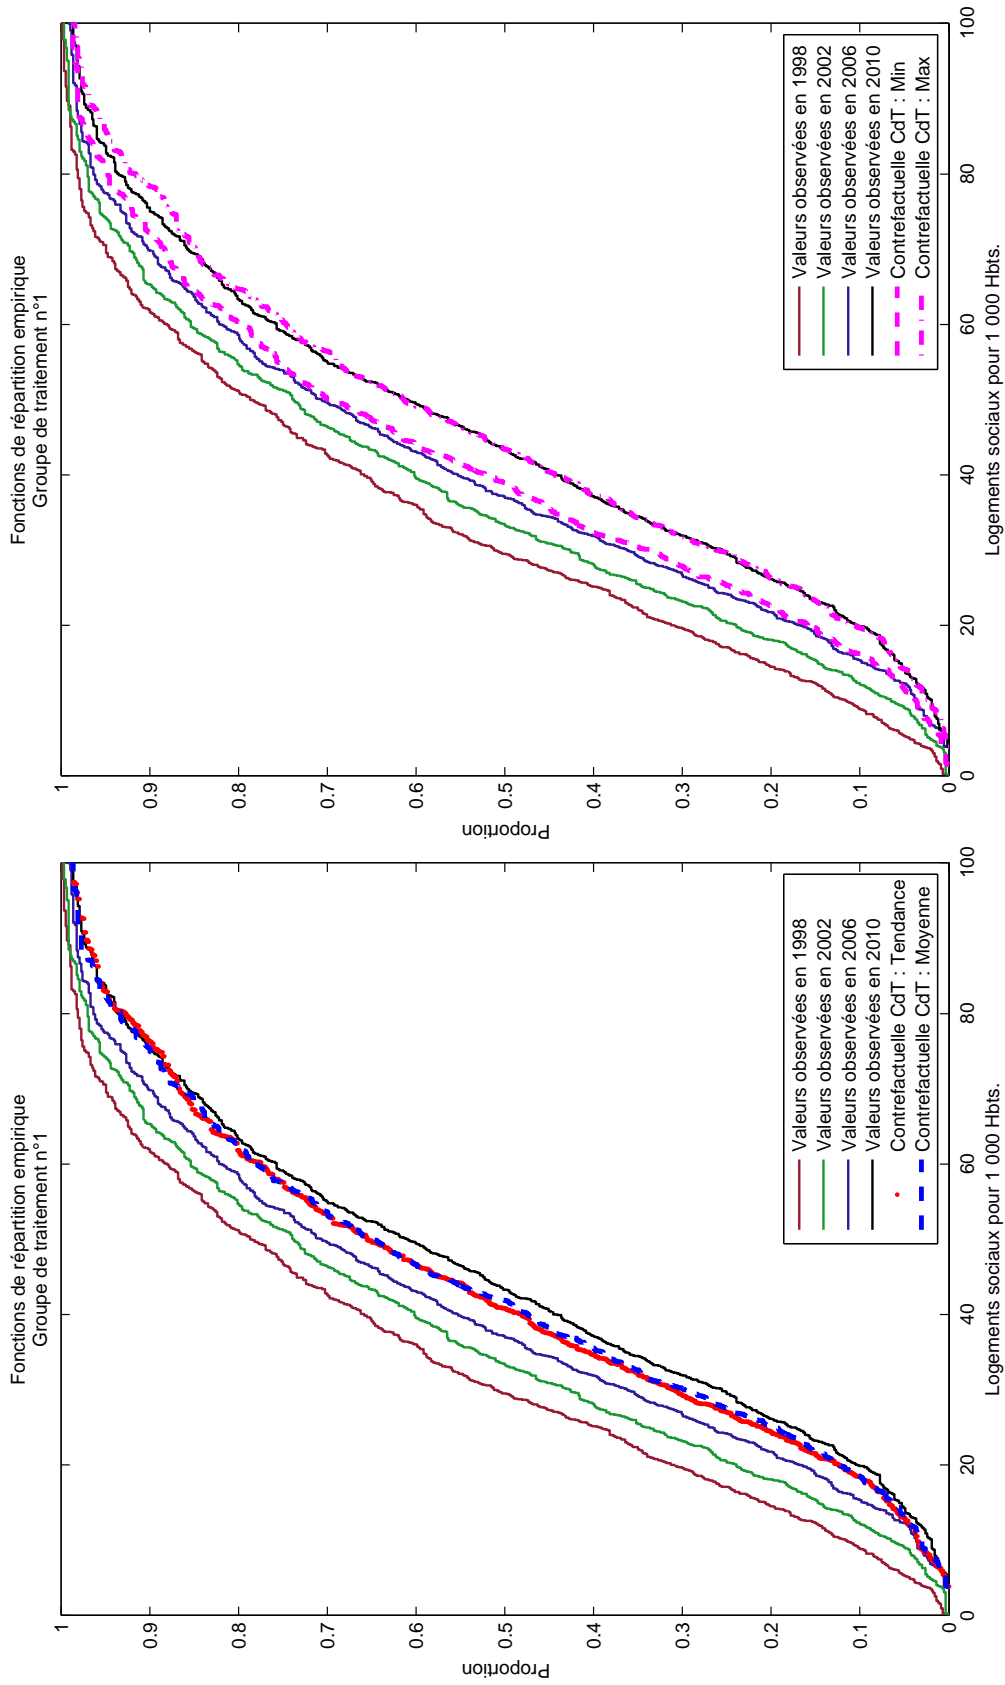 Fonctions de répartition empirique
Groupe de traitement n°1
1
0.9
0.8
0.7
0.6
0.5
0.4
0.3
0.2
0.1
0
Proportion
0
20
40
60
80
100
Logements sociaux pour 1 000 Hbts.
Valeurs observées en 1998
Valeurs observées en 2002
Valeurs observées en 2006
Valeurs observées en 2010
Contrefactuelle CdT : Tendance
Contrefactuelle CdT : Moyenne
Fonctions de répartition empirique
Groupe de traitement n°1
1
0.9
0.8
0.7
0.6
0.5
0.4
0.3
0.2
0.1
0
Proportion
0
20
40
60
80
100
Logements sociaux pour 1 000 Hbts.
Valeurs observées en 1998
Valeurs observées en 2002
Valeurs observées en 2006
Valeurs observées en 2010
Contrefactuelle CdT : Min
Contrefactuelle CdT : Max